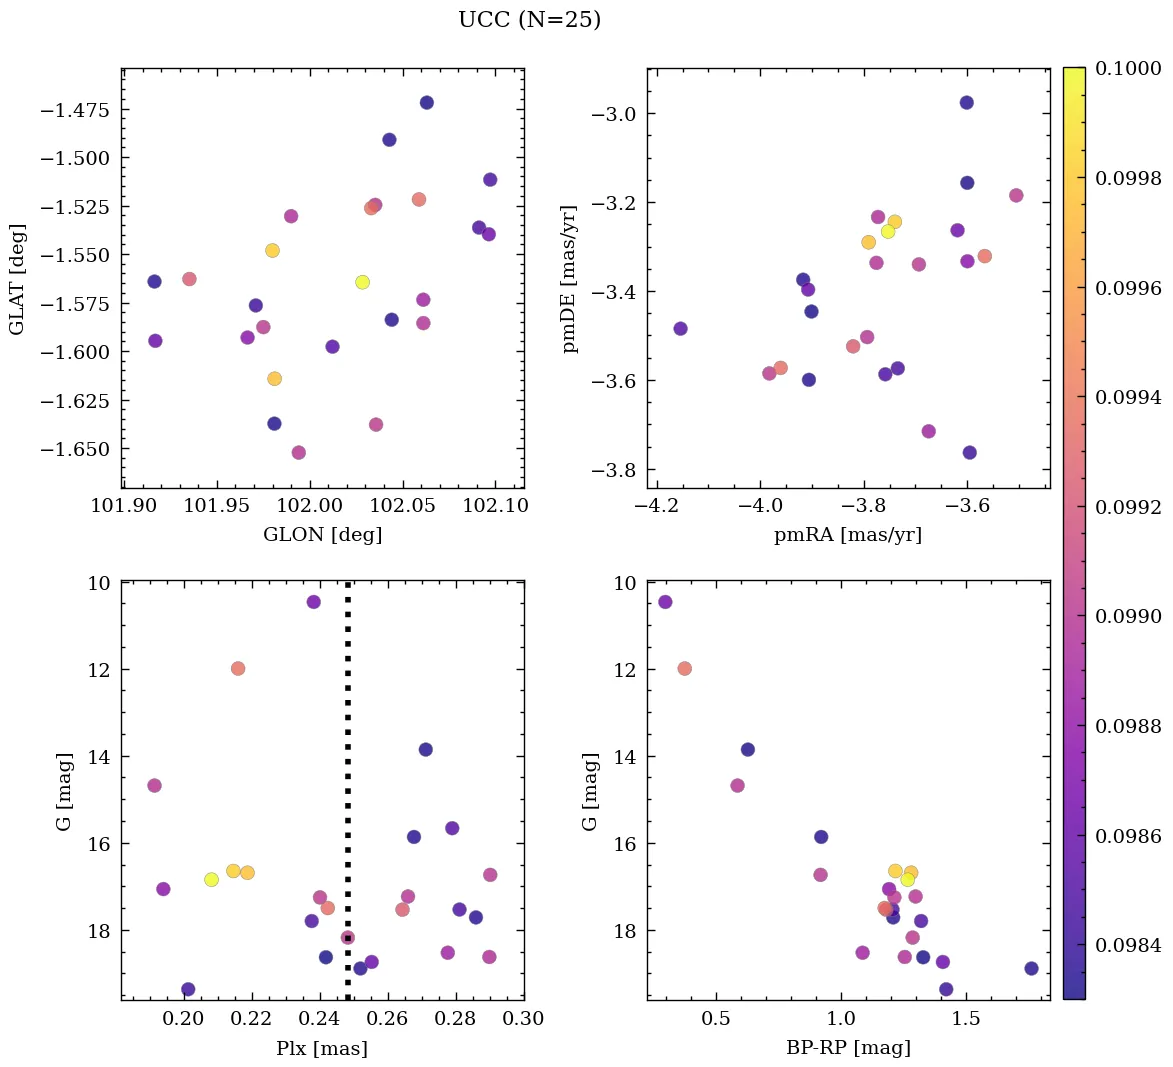 UCC (N=25)
−1.475
−1.500
−1.525
−1.550
−1.575
−1.600
−1.625
−1.650
GLAT [deg]
101.90 101.95 102.00 102.05 102.10
GLON [deg]
−3.0
−3.2
−3.4
−3.6
−3.8
pmDE [mas/yr]
−4.2 −4.0 −3.8 −3.6
pmRA [mas/yr]
10
12
14
16
18
G [mag]
0.20 0.22 0.24 0.26 0.28 0.30
Plx [mas]
10
12
14
16
18
G [mag]
0.5 1.0 1.5
BP-RP [mag]
0.1000
0.0998
0.0996
0.0994
0.0992
0.0990
0.0988
0.0986
0.0984